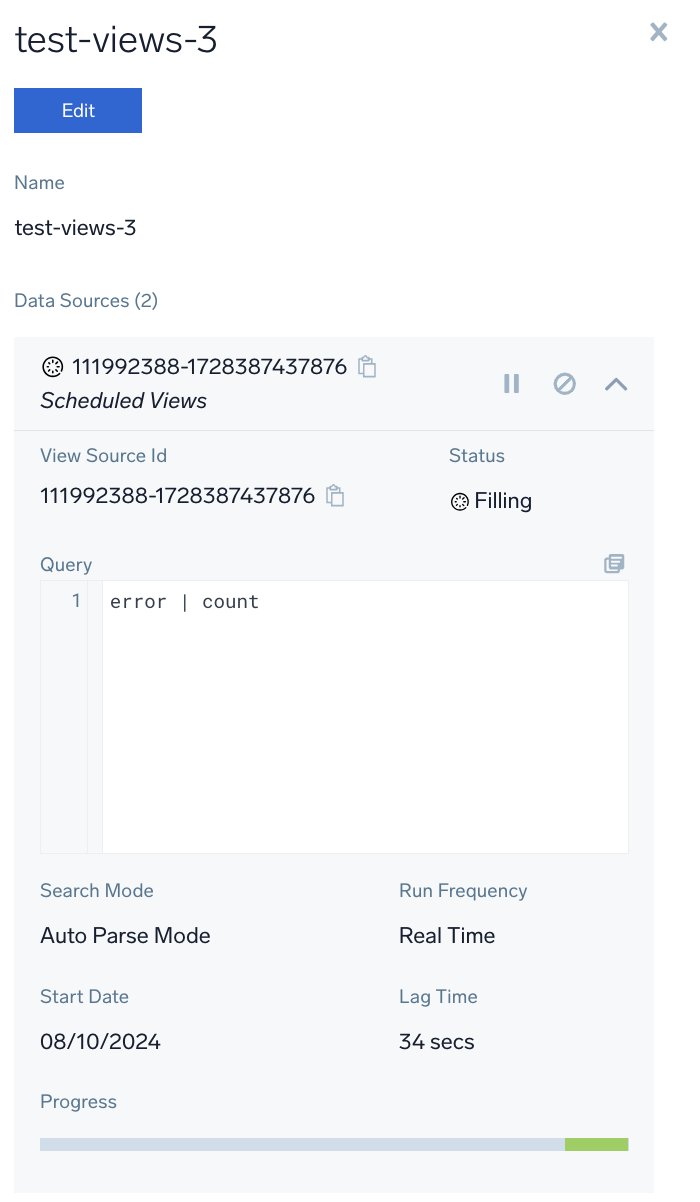 test-views-3
Edit
Name
test-views-3
Data Sources (2)
111992388-1728387437876
Scheduled Views
View Source Id
Status
111992388-1728387437876
Filling
Query
1 error | count
Search Mode
Run Frequency
Auto Parse Mode
Real Time
Start Date
Lag Time
08/10/2024
34 secs
Progress